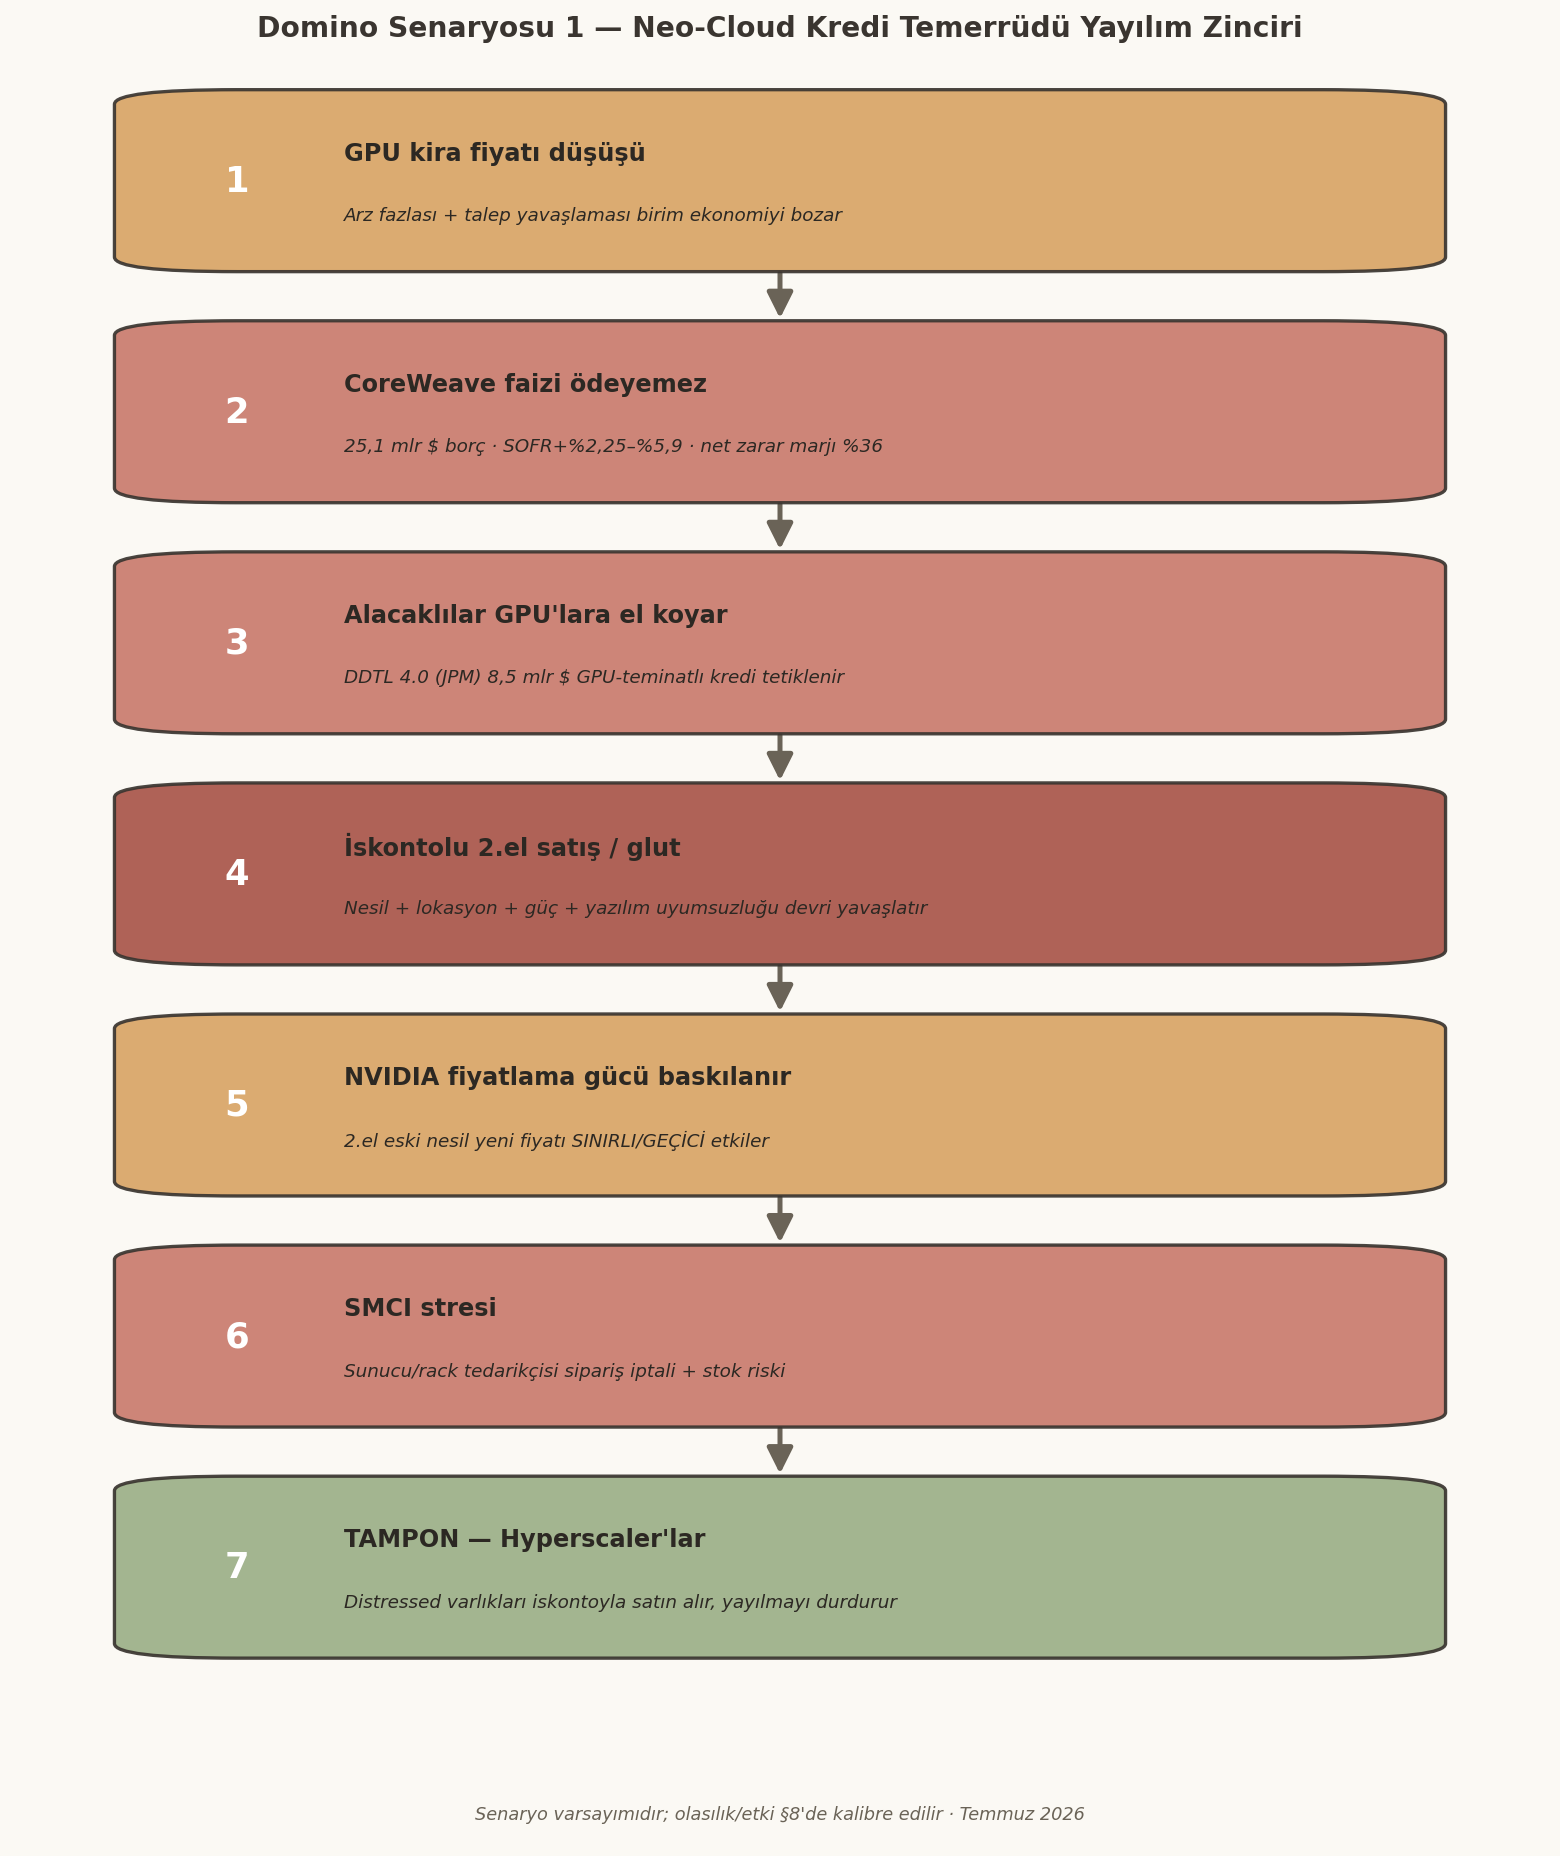 Domino Senaryosu 1 — Neo-Cloud Kredi Temerrüdü Yayılım Zinciri
1
GPU kira fiyatı düşüşü
Arz fazlası + talep yavaşlaması birim ekonomiyi bozar
2
CoreWeave faizi ödeyemez
25,1 mlr $ borç · SOFR+%2,25–%5,9 · net zarar marjı %36
3
Alacaklılar GPU'lara el koyar
DDTL 4.0 (JPM) 8,5 mlr $ GPU-teminatlı kredi tetiklenir
4
İskontolu 2.el satış / glut
Nesil + lokasyon + güç + yazılım uyumsuzluğu devri yavaşlatır
5
NVIDIA fiyatlama gücü baskılanır
2.el eski nesil yeni fiyatı SINIRLI/GEÇİCİ etkiler
6
SMCI stresi
Sunucu/rack tedarikçisi sipariş iptali + stok riski
7
TAMPON — Hyperscaler'lar
Distressed varlıkları iskontoyla satın alır, yayılmayı durdurur
Senaryo varsayımıdır; olasılık/etki §8'de kalibre edilir · Temmuz 2026